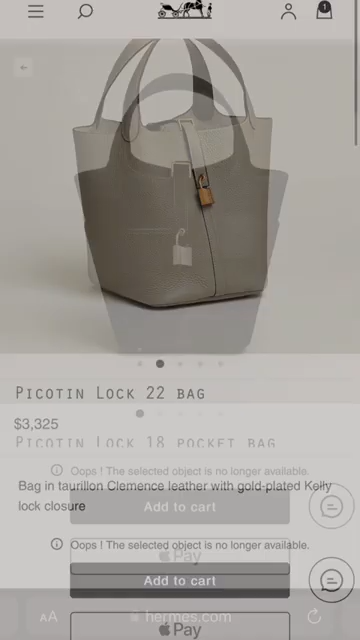 1
PICOTIN LOCK 22 BAG
$3,325
PICOTIN LOCK 18 POCKET BAG
Oops ! The selected object is no longer available.
Bag in taurillon Clemence leather with gold-plated Kelly
lock closure
Add to cart
Oops ! The selected object is no longer available.
Pay
Add to cart
AA hermes.com
Pay